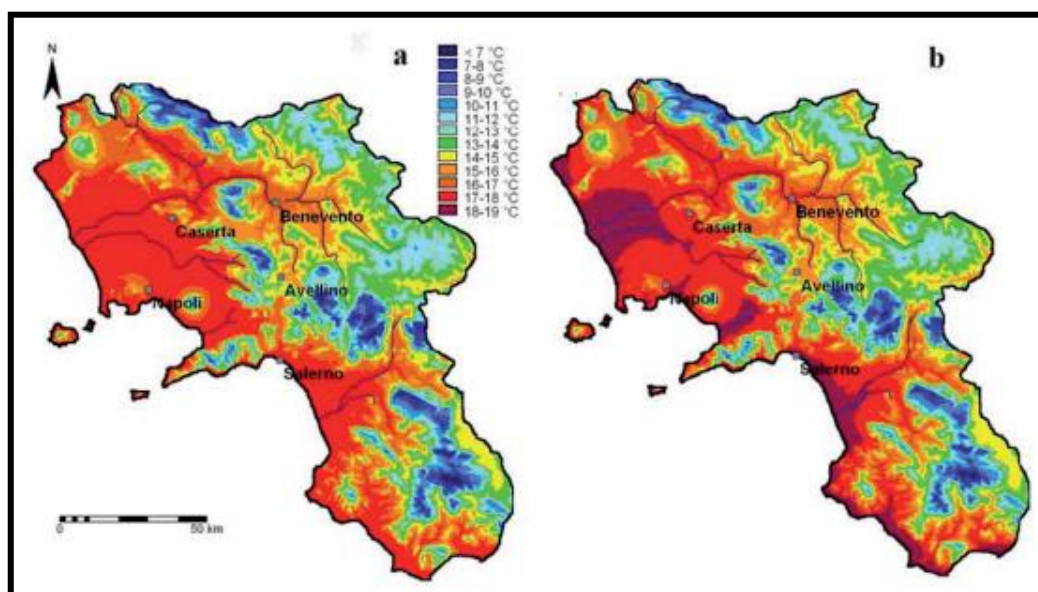 N
a
b
< 7 °C
7-8 °C
8-9 °C
9-10 °C
10-11 °C
11-12 °C
12-13 °C
13-14 °C
14-15 °C
15-16 °C
16-17 °C
17-18 °C
18-19 °C
Benevento
Caserta
Avellino
Napoli
Salerno
Benevento
Caserta
Avellino
Napoli
Salerno
0 50 km